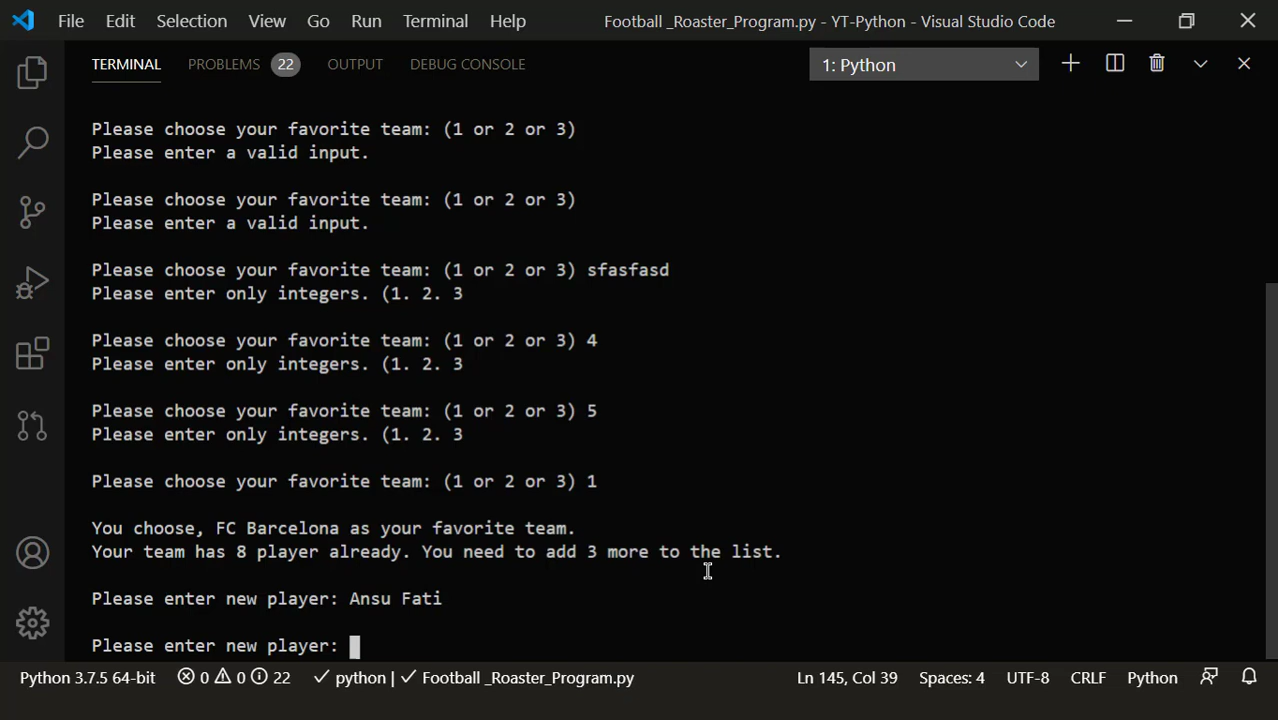 File Edit Selection View Go Run Terminal Help Football _Roaster_Program.py - YT-Python - Visual Studio Code
TERMINAL PROBLEMS 22 OUTPUT DEBUG CONSOLE 1: Python
Please choose your favorite team: (1 or 2 or 3)
Please enter a valid input.
Please choose your favorite team: (1 or 2 or 3)
Please enter a valid input.
Please choose your favorite team: (1 or 2 or 3) sfasfasd
Please enter only integers. (1. 2. 3
Please choose your favorite team: (1 or 2 or 3) 4
Please enter only integers. (1. 2. 3
Please choose your favorite team: (1 or 2 or 3) 5
Please enter only integers. (1. 2. 3
Please choose your favorite team: (1 or 2 or 3) 1
You choose, FC Barcelona as your favorite team.
Your team has 8 player already. You need to add 3 more to the list.
Please enter new player: Ansu Fati
Please enter new player:
Python 3.7.5 64-bit 0 0 22 python | Football _Roaster_Program.py Ln 145, Col 39 Spaces: 4 UTF-8 CRLF Python